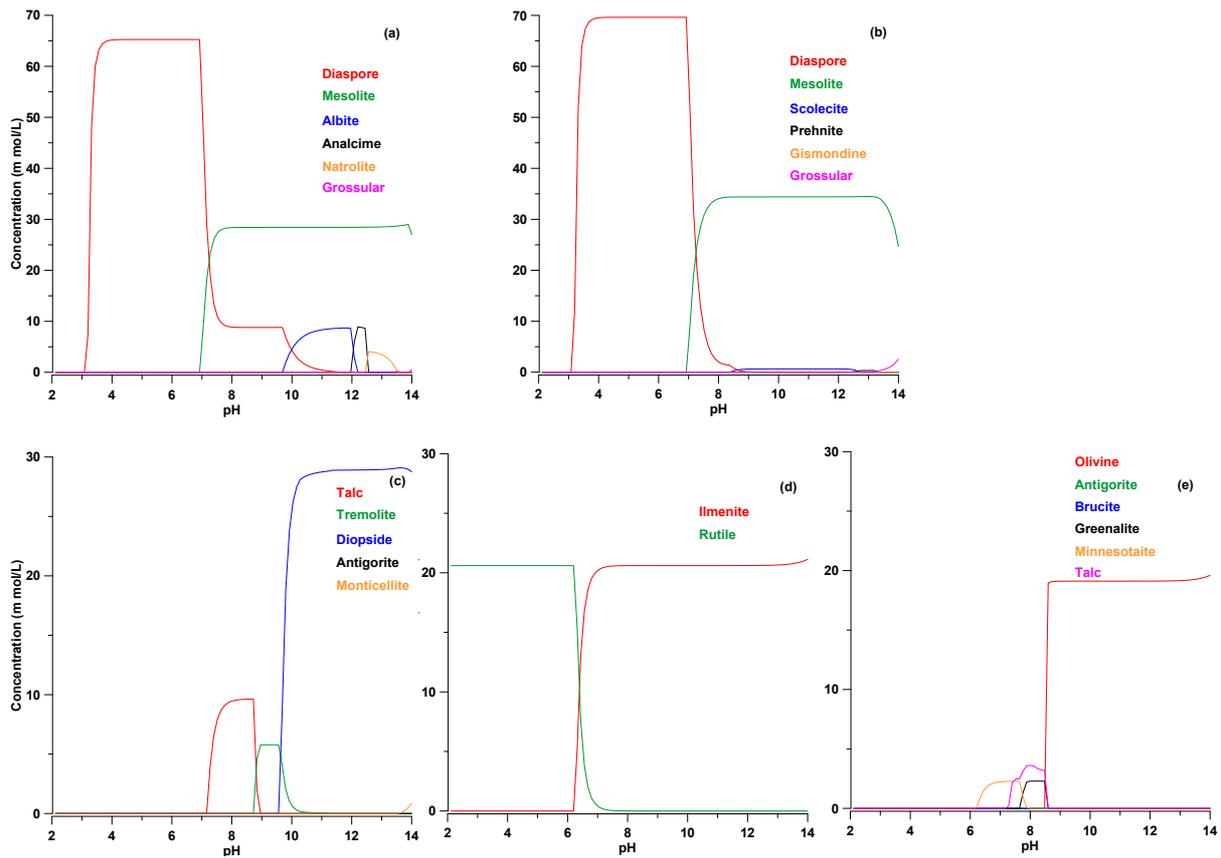 70
60
50
40
30
20
10
0
2 4 6 8 10 12 14
pH
Concentration (m mol/L)
(a)
Diaspore
Mesolite
Albite
Analcime
Natrolite
Grossular
70
60
50
40
30
20
10
0
2 4 6 8 10 12 14
pH
(b)
Diaspore
Mesolite
Scolecite
Prehnite
Gismondine
Grossular
30
20
10
0
2 4 6 8 10 12 14
pH
Concentration (m mol/L)
(c)
Talc
Tremolite
Diopside
Antigorite
Monticellite
30
20
10
0
2 4 6 8 10 12 14
pH
(d)
Ilmenite
Rutile
30
20
10
0
2 4 6 8 10 12 14
pH
Olivine
Antigorite (e)
Brucite
Greenalite
Minnesotaite
Talc